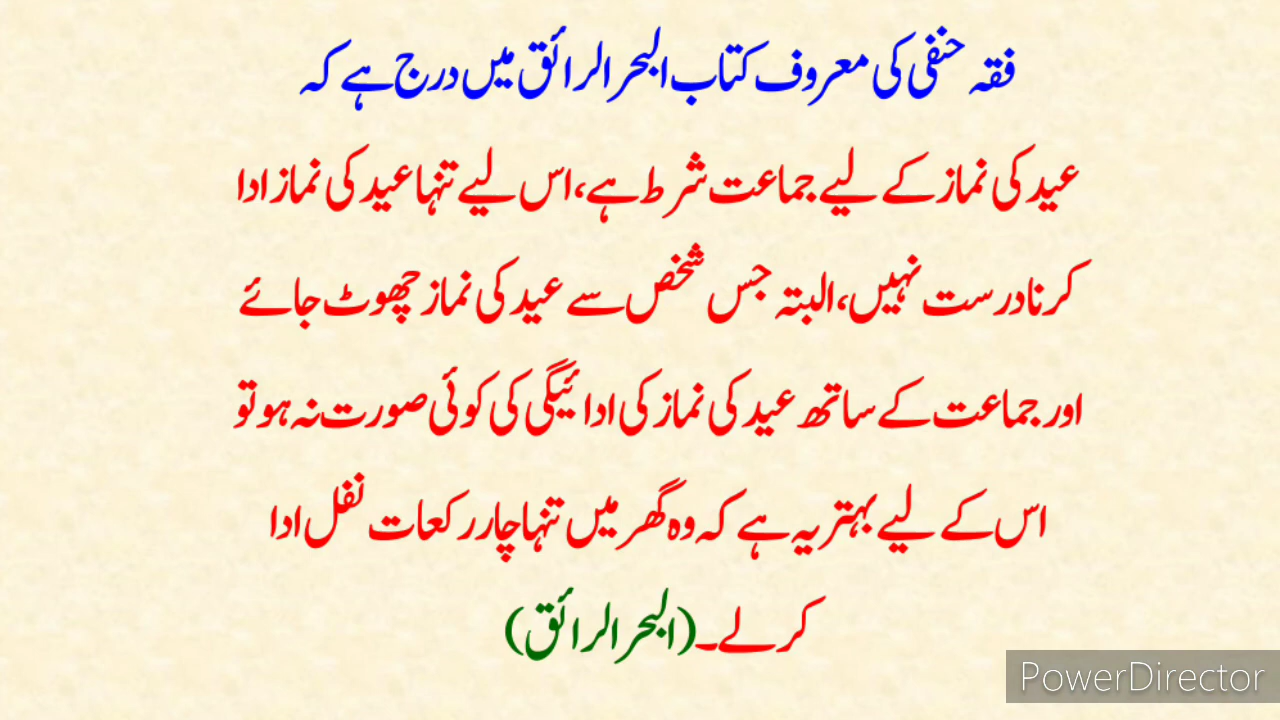 فقہ حنفی کی معروف کتاب البحر الرائق میں درج ہے کہ
عید کی نماز کے لیے جماعت شرط ہے، اس لیے تنہا عید کی نماز ادا
کرنا درست نہیں، البتہ جس شخص سے عید کی نماز چھوٹ جائے
اور جماعت کے ساتھ عید کی نماز کی ادائیگی کی کوئی صورت نہ ہو تو
اس کے لیے بہتر یہ ہے کہ وہ گھر میں تنہا چار رکعات نفل ادا
کر لے۔ (البحر الرائق)
PowerDirector